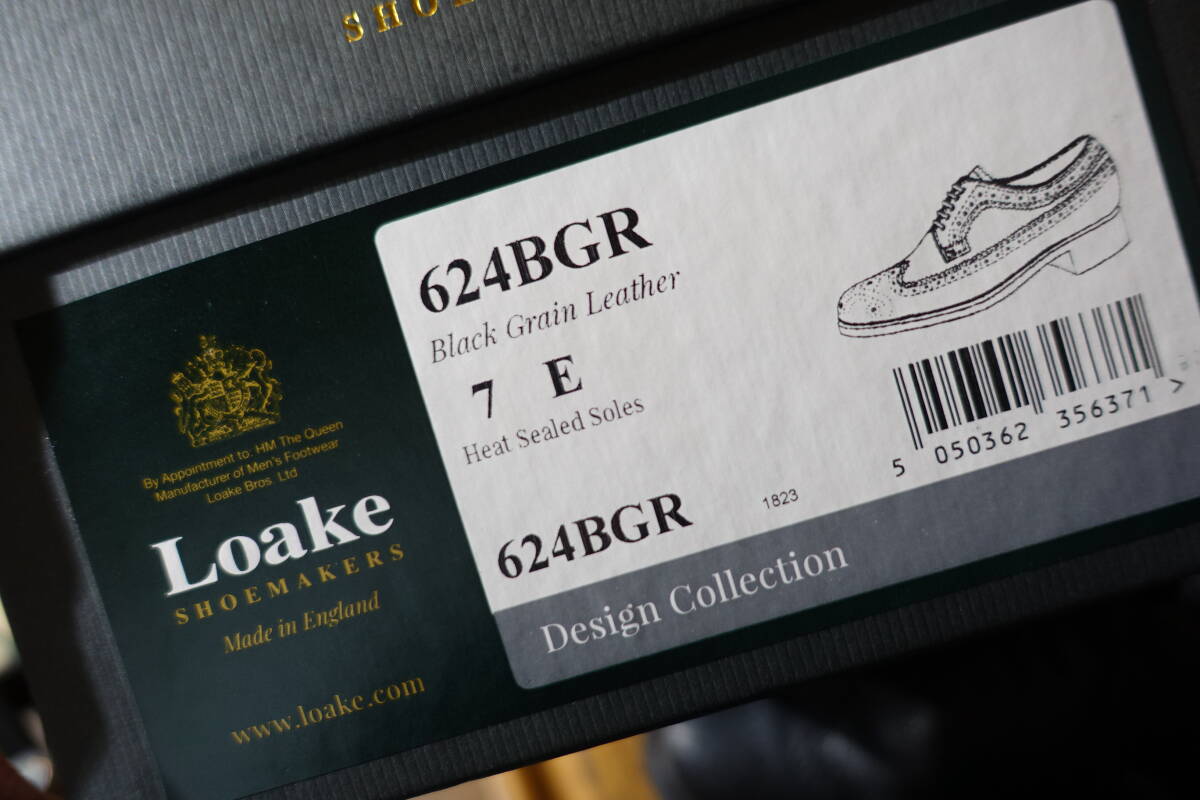 SHOE
By Appointment to. HM The Queen
Manufacturer of Men's Footwear
Loake Bros. Ltd
Loake
SHOEMAKERS
Made in England
www.loake.com
624BGR
Black Grain Leather
7 E
Heat Sealed Soles
624BGR
1823
5 050362 356371 >
Design Collection